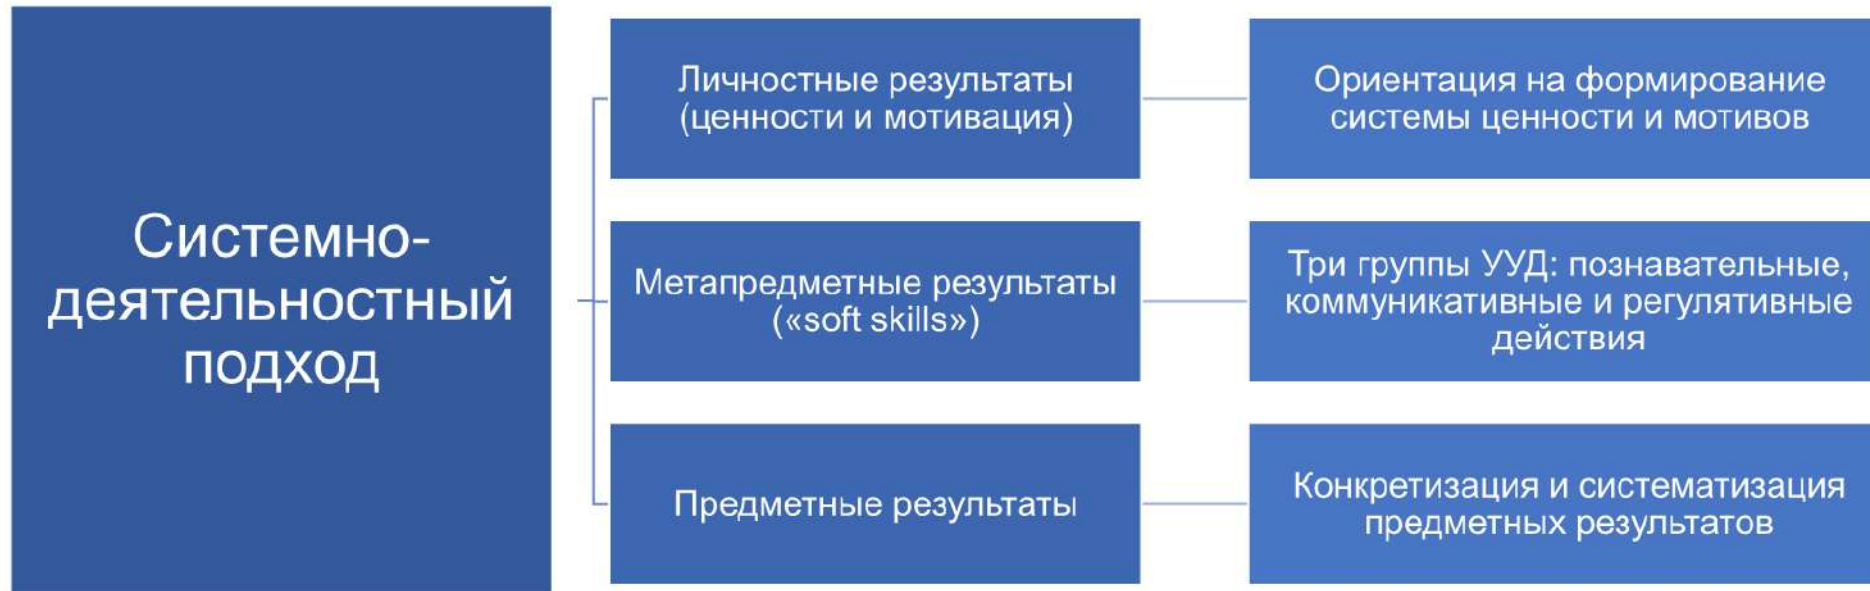 Системно-
деятельностный
подход
Личностные результаты
(ценности и мотивация)
Ориентация на формирование
системы ценности и мотивов
Метапредметные результаты
(«soft skills»)
Три группы УУД: познавательные,
коммуникативные и регулятивные
действия
Предметные результаты
Конкретизация и систематизация
предметных результатов